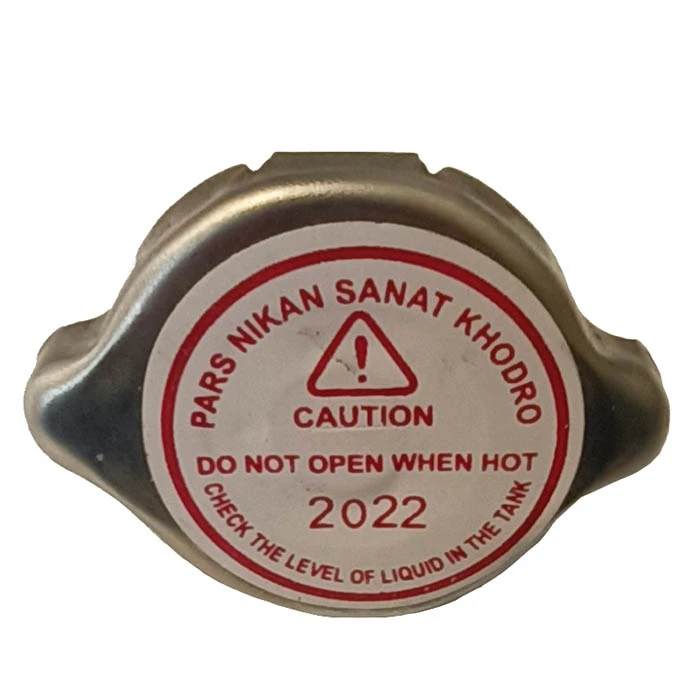 PARS NIKAN SANAT KHODRO
!
CAUTION
DO NOT OPEN WHEN HOT
2022
CHECK THE LEVEL OF LIQUID IN THE TANK